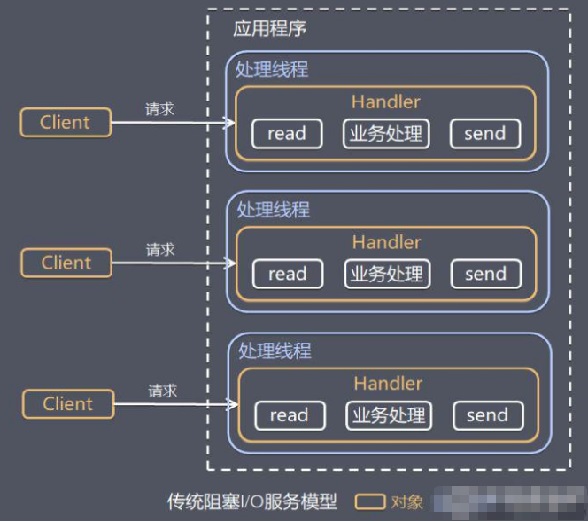 应用程序
处理线程
Handler
Client
请求
read
业务处理
send
处理线程
Handler
Client
请求
read
业务处理
send
处理线程
Handler
Client
请求
read
业务处理
send
传统阻塞I/O服务模型
对象